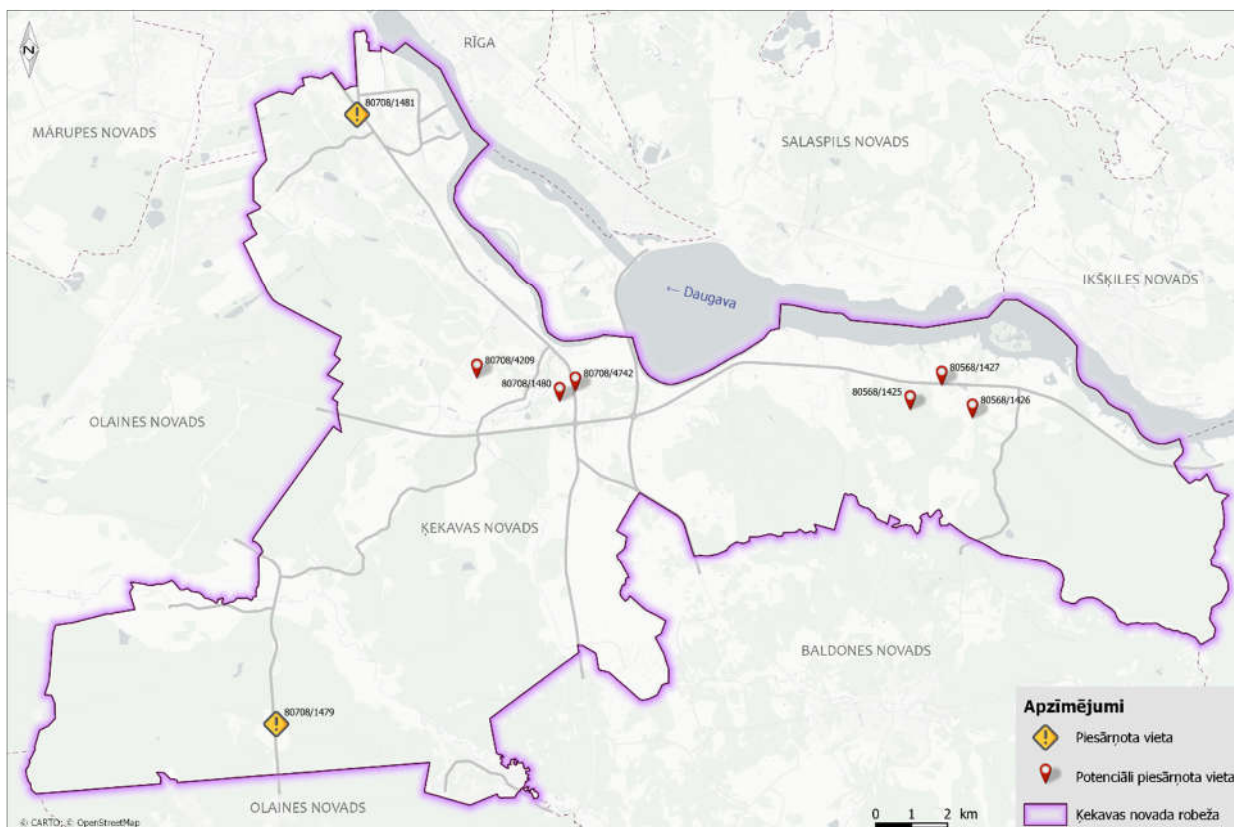 N
RĪGA
80708/1481
MĀRUPES NOVADS
SALASPILS NOVADS
IKŠĶILES NOVADS
← Daugava
80708/4209
80708/4742
80708/1480
80568/1427
80568/1425
80568/1426
OLAINES NOVADS
ĶEKAVAS NOVADS
BALDONES NOVADS
80708/1479
OLAINES NOVADS
Apzīmējumi
Piesārņota vieta
Potenciāli piesārņota vieta
Ķekavas novada robeža
0 1 2 km
© CARTO; © OpenStreetMap